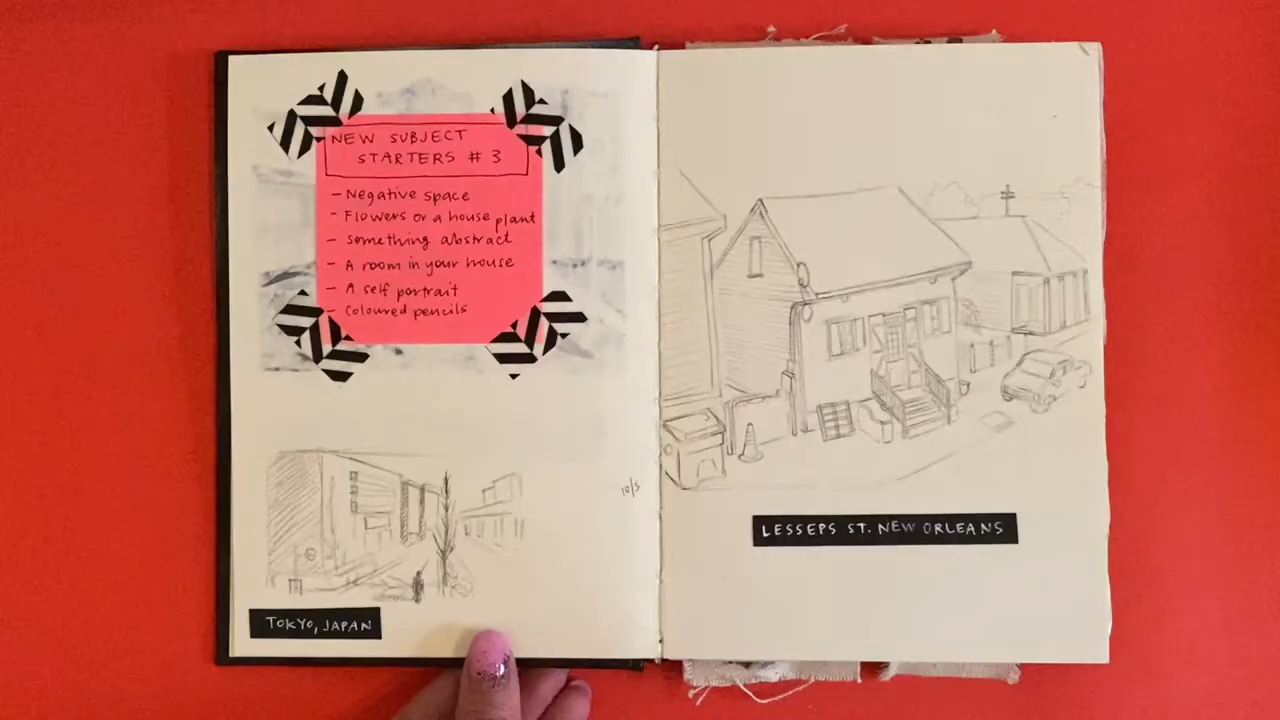 NEW SUBJECT
STARTERS #3
- Negative space
- Flowers or a house plant
- Something abstract
- A room in your house
- A self portrait
- Coloured pencils
10/5
TOKYO, JAPAN
LESSEPS ST. NEW ORLEANS